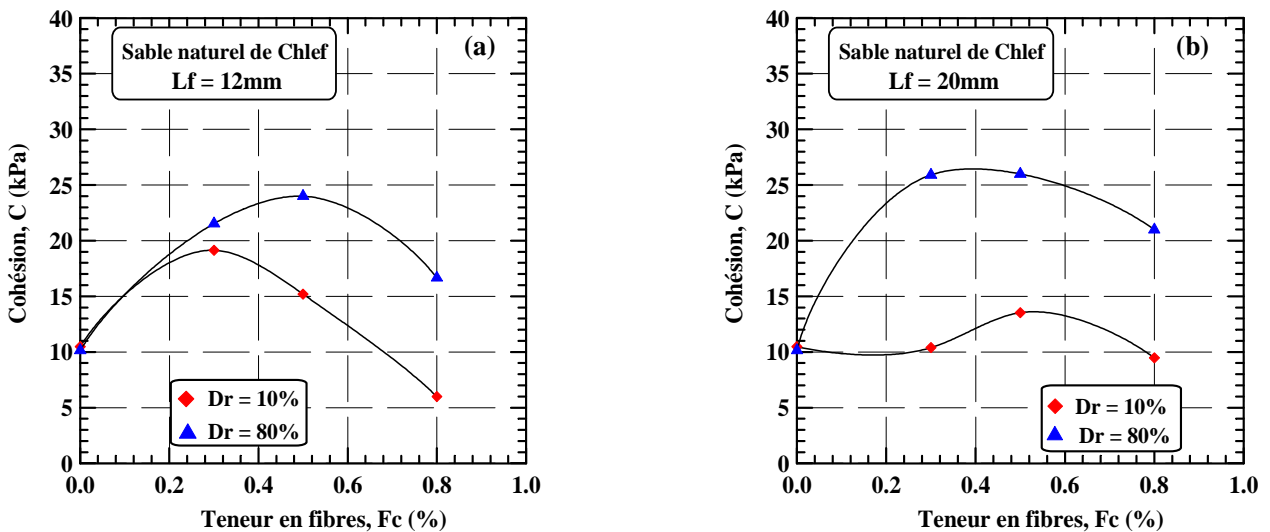 40
35
30
25
20
15
10
5
0
Cohésion, C (kPa)
(a)
Sable naturel de Chlef
Lf = 12mm
Dr = 10%
Dr = 80%
0.0 0.2 0.4 0.6 0.8 1.0
Teneur en fibres, Fc (%)
40
35
30
25
20
15
10
5
0
Cohésion, C (kPa)
(b)
Sable naturel de Chlef
Lf = 20mm
Dr = 10%
Dr = 80%
0.0 0.2 0.4 0.6 0.8 1.0
Teneur en fibres, Fc (%)